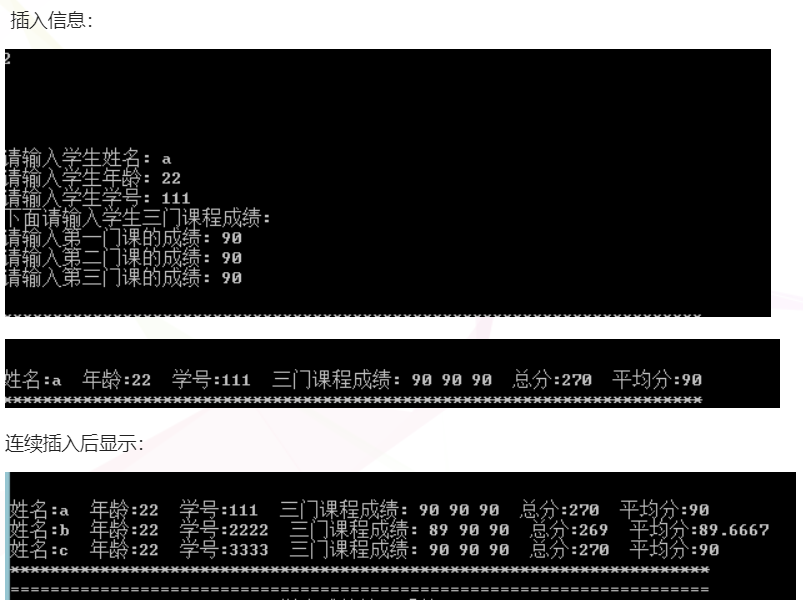 插入信息：
2
请输入学生姓名：a
请输入学生年龄：22
请输入学生学号：111
下面请输入学生三门课程成绩：
请输入第一门课的成绩：90
请输入第二门课的成绩：90
请输入第三门课的成绩：90
**********************************************************************
姓名:a 年龄:22 学号:111 三门课程成绩：90 90 90 总分:270 平均分:90
**********************************************************************
连续插入后显示：
姓名:a 年龄:22 学号:111 三门课程成绩：90 90 90 总分:270 平均分:90
姓名:b 年龄:22 学号:2222 三门课程成绩：89 90 90 总分:269 平均分:89.6667
姓名:c 年龄:22 学号:3333 三门课程成绩：90 90 90 总分:270 平均分:90
**********************************************************************
======================================================================